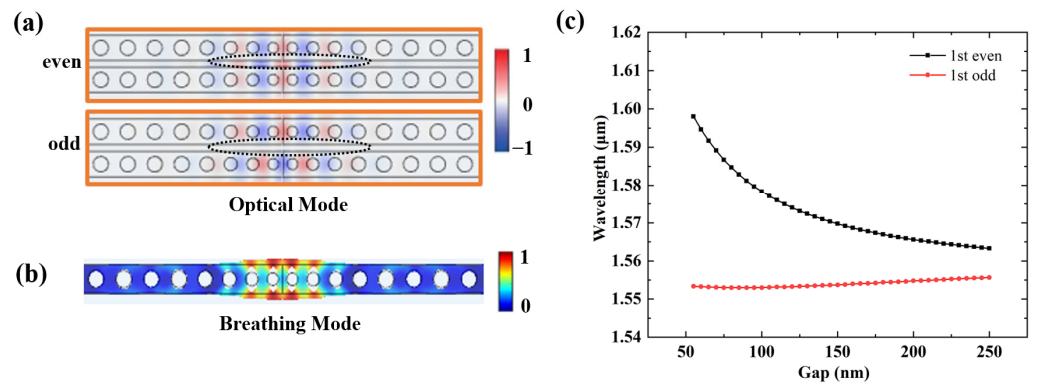 (a)
even
odd
1
0
−1
Optical Mode
(b)
1
0
Breathing Mode
(c)
Wavelength (μm)
1.62
1.61
1.60
1.59
1.58
1.57
1.56
1.55
1.54
1st even
1st odd
50 100 150 200 250
Gap (nm)